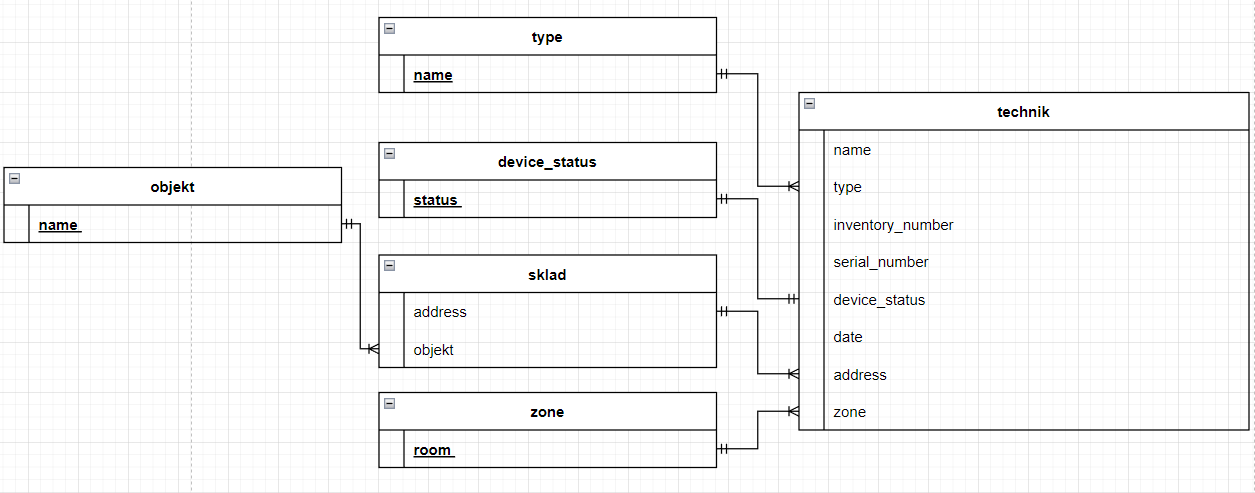 type
name
device_status
status
objekt
name
sklad
address
objekt
zone
room
technik
name
type
inventory_number
serial_number
device_status
date
address
zone